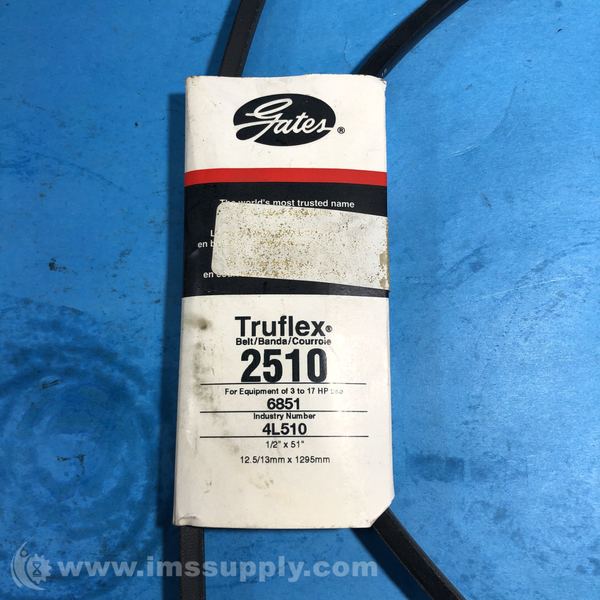 Gates®
The world's most trusted name
en
en
Truflex®
Belt/Banda/Courroie
2510
For Equipment of 3 to 17 HP use
6851
Industry Number
4L510
1/2" x 51"
12.5/13mm x 1295mm
www.imssupply.com